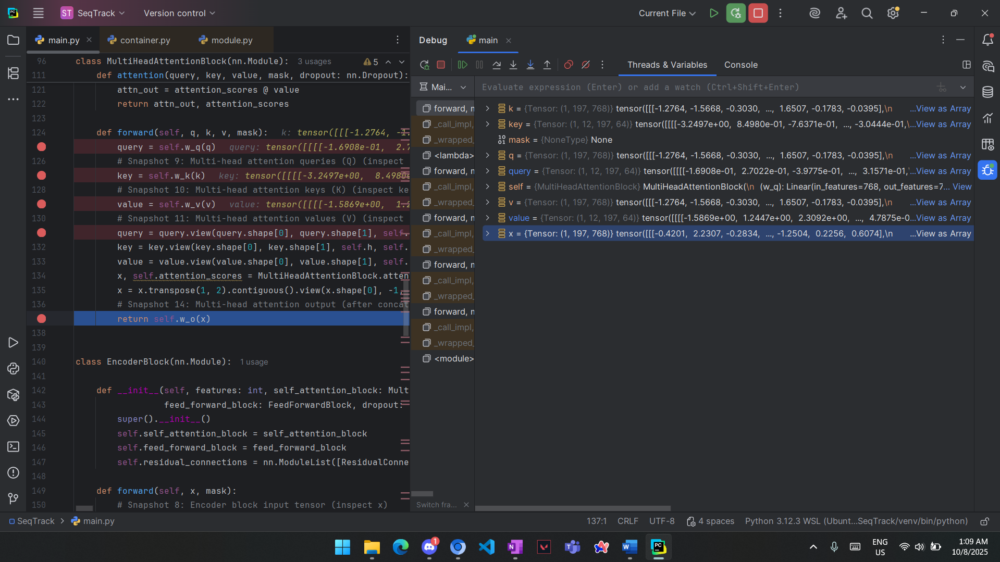 ST SeqTrack Version control Current File
main.py container.py module.py
96 class MultiHeadAttentionBlock(nn.Module): 3 usages 5
111 def attention(query, key, value, mask, dropout: nn.Dropout):
121 attn_out = attention_scores @ value
122 return attn_out, attention_scores
123
124 def forward(self, q, k, v, mask): k: tensor([[[-1.2764, -1.
query = self.w_q(q) query: tensor([[[[-1.6908e-01, 2.7
126 # Snapshot 9: Multi-head attention queries (Q) (inspect
key = self.w_k(k) key: tensor([[[[-3.2497e+00, 8.4980e
128 # Snapshot 10: Multi-head attention keys (K) (inspect ke
value = self.w_v(v) value: tensor([[[[-1.5869e+00, 1.2
130 # Snapshot 11: Multi-head attention values (V) (inspect
query = query.view(query.shape[0], query.shape[1], self.
132 key = key.view(key.shape[0], key.shape[1], self.h, self.
133 value = value.view(value.shape[0], value.shape[1], self.
134 x, self.attention_scores = MultiHeadAttentionBlock.atten
135 x = x.transpose(1, 2).contiguous().view(x.shape[0], -1,
136 # Snapshot 14: Multi-head attention output (after concat
return self.w_o(x)
138
139
140 class EncoderBlock(nn.Module): 1 usage
141
142 def __init__(self, features: int, self_attention_block: Mult
143 feed_forward_block: FeedForwardBlock, dropout:
144 super().__init__()
145 self.self_attention_block = self_attention_block
146 self.feed_forward_block = feed_forward_block
147 self.residual_connections = nn.ModuleList([ResidualConne
148
149 def forward(self, x, mask):
150 # Snapshot 8: Encoder block input tensor (inspect x)
Debug main
Threads & Variables Console
Mai...
forward, m
_call_impl,
_wrapped_
<lambda>
forward, m
_call_impl,
_wrapped_
forward, m
_call_impl,
_wrapped_
forward, m
_call_impl,
_wrapped_
forward, m
_call_impl,
_wrapped_
<module>
Switch fra...
Evaluate expression (Enter) or add a watch (Ctrl+Shift+Enter)
k = {Tensor: (1, 197, 768)} tensor([[[-1.2764, -1.5668, -0.3030, ..., 1.6507, -0.1783, -0.0395],\n ...View as Array
key = {Tensor: (1, 12, 197, 64)} tensor([[[[-3.2497e+00, 8.4980e-01, -7.6371e-01, ..., -3.0444e-01,\ ...View as Array
10 01 mask = {NoneType} None
q = {Tensor: (1, 197, 768)} tensor([[[-1.2764, -1.5668, -0.3030, ..., 1.6507, -0.1783, -0.0395],\n ...View as Array
query = {Tensor: (1, 12, 197, 64)} tensor([[[[-1.6908e-01, 2.7022e-01, -3.9775e-01, ..., 3.1571e-01, ...View as Array
self = {MultiHeadAttentionBlock} MultiHeadAttentionBlock(\n (w_q): Linear(in_features=768, out_features=7... View
v = {Tensor: (1, 197, 768)} tensor([[[-1.2764, -1.5668, -0.3030, ..., 1.6507, -0.1783, -0.0395],\n ...View as Array
value = {Tensor: (1, 12, 197, 64)} tensor([[[[-1.5869e+00, 1.2447e+00, 2.3092e+00, ..., 4.7875e-0...View as Array
x = {Tensor: (1, 197, 768)} tensor([[[-0.4201, 2.2307, -0.2834, ..., -1.2504, 0.2256, 0.6074],\n ...View as Array
SeqTrack main.py 137:1 CRLF UTF-8 4 spaces Python 3.12.3 WSL (Ubunt...SeqTrack/venv/bin/python)
1 ENG 1:09 AM
US 10/8/2025